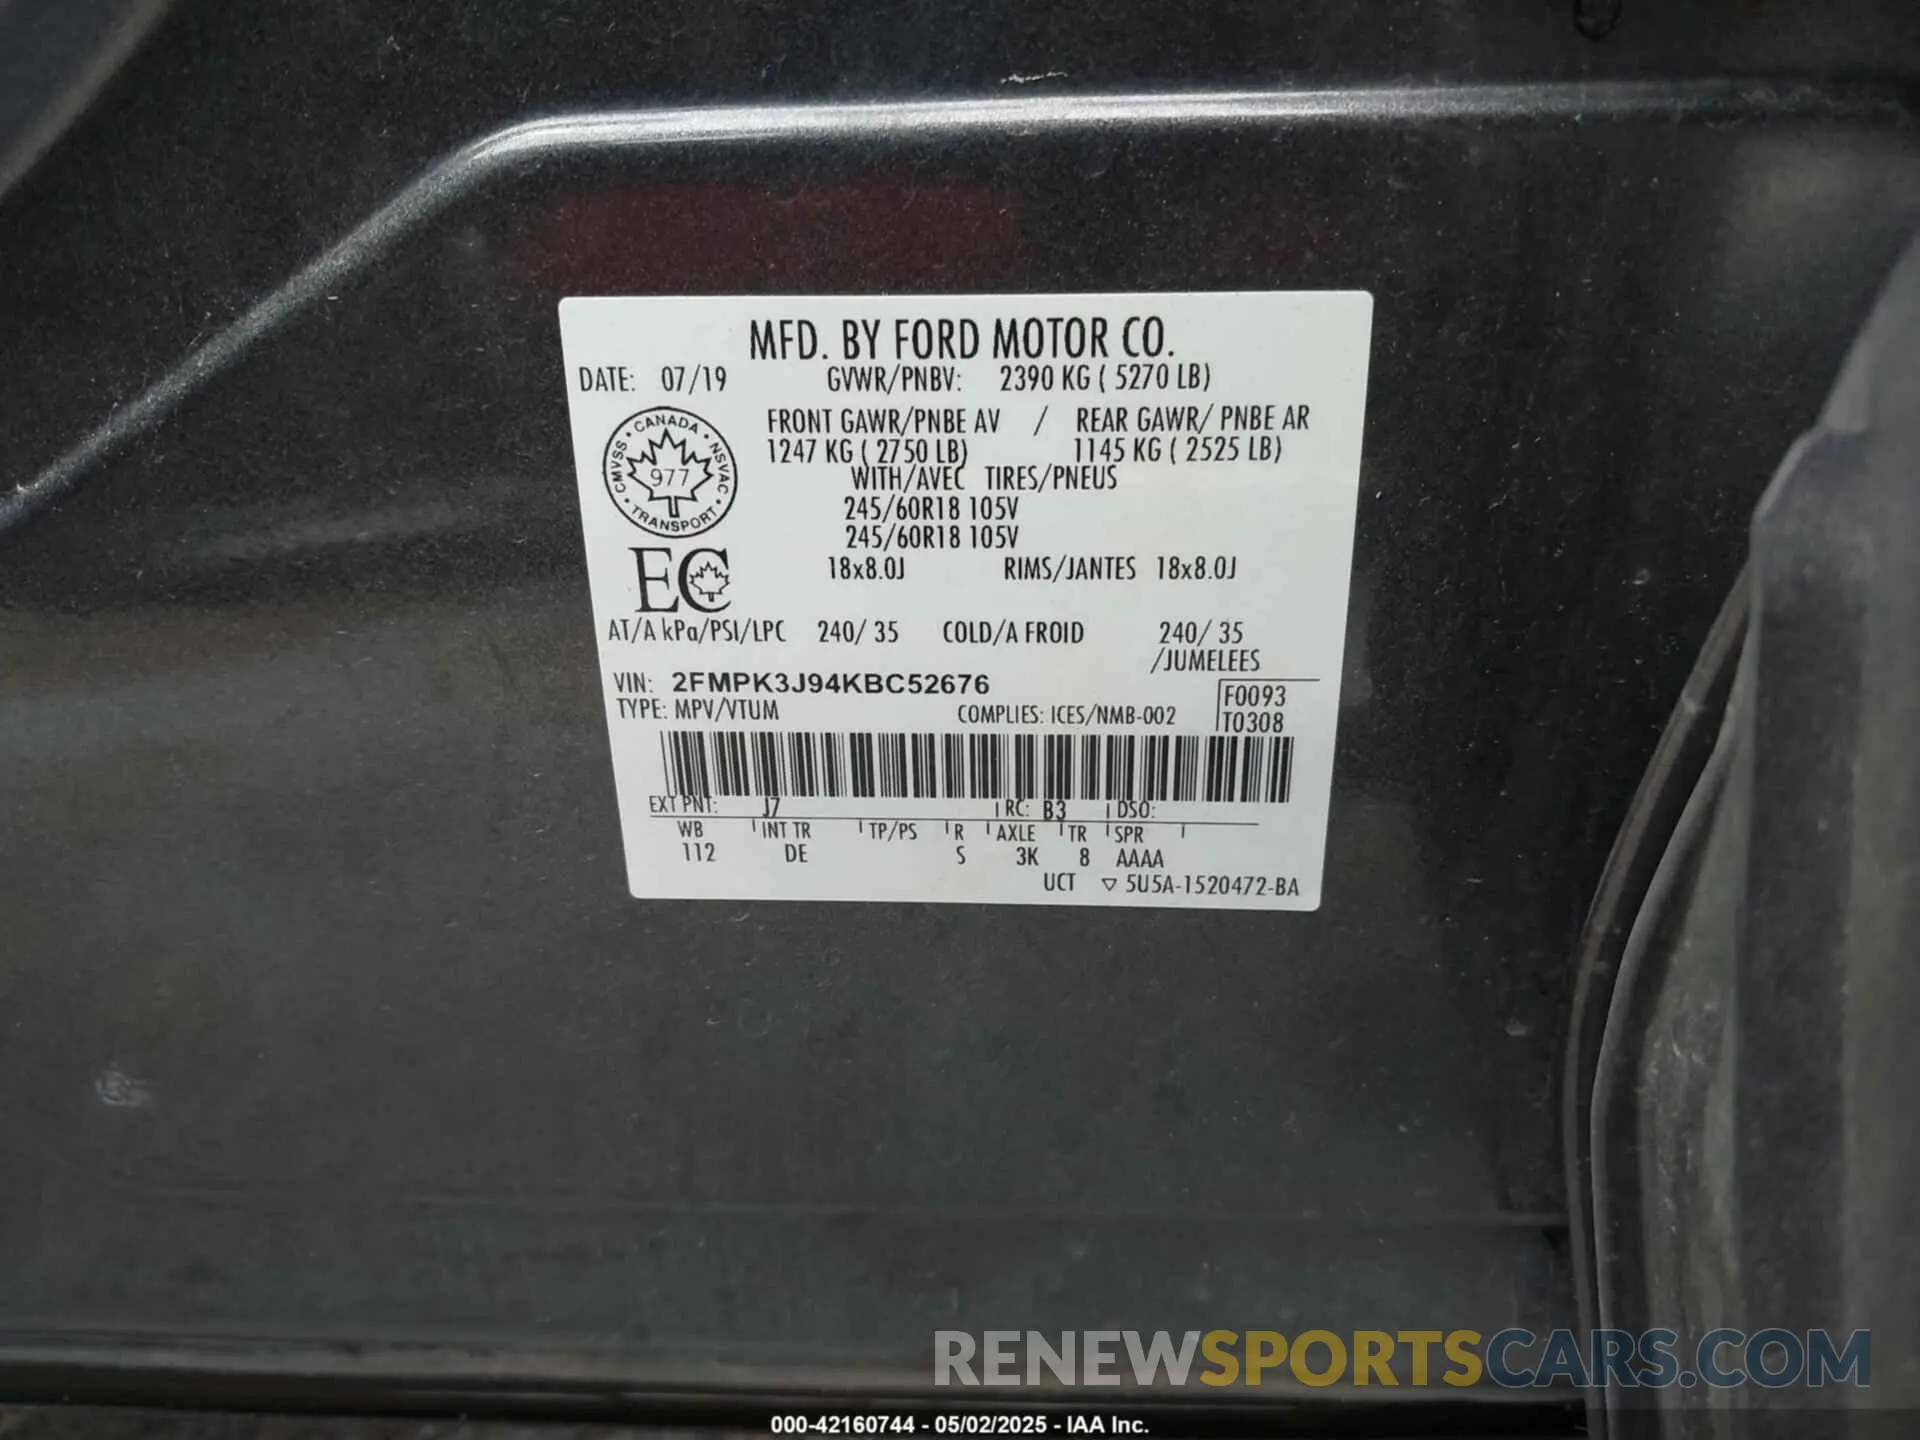 MFD. BY FORD MOTOR CO.
DATE: 07/19 GVWR/PNBV: 2390 KG ( 5270 LB)
FRONT GAWR/PNBE AV / REAR GAWR/ PNBE AR
1247 KG ( 2750 LB) 1145 KG ( 2525 LB)
WITH/AVEC TIRES/PNEUS
245/60R18 105V
245/60R18 105V
18x8.0J RIMS/JANTES 18x8.0J
CANADA
CMVSS NSVAC
977
TRANSPORT
EC
AT/A kPa/PSI/LPC 240/ 35 COLD/A FROID 240/ 35
/JUMELEES
VIN: 2FMPK3J94KBC52676
F0093
TYPE: MPV/VTUM COMPLIES: ICES/NMB-002 T0308
EXT PNT: J7 RC: B3 DSO:
WB INT TR TP/PS R AXLE TR SPR
112 DE S 3K 8 AAAA
UCT ▽ 5U5A-1520472-BA
RENEWSPORTSCARS.COM
000-42160744 - 05/02/2025 - IAA Inc.